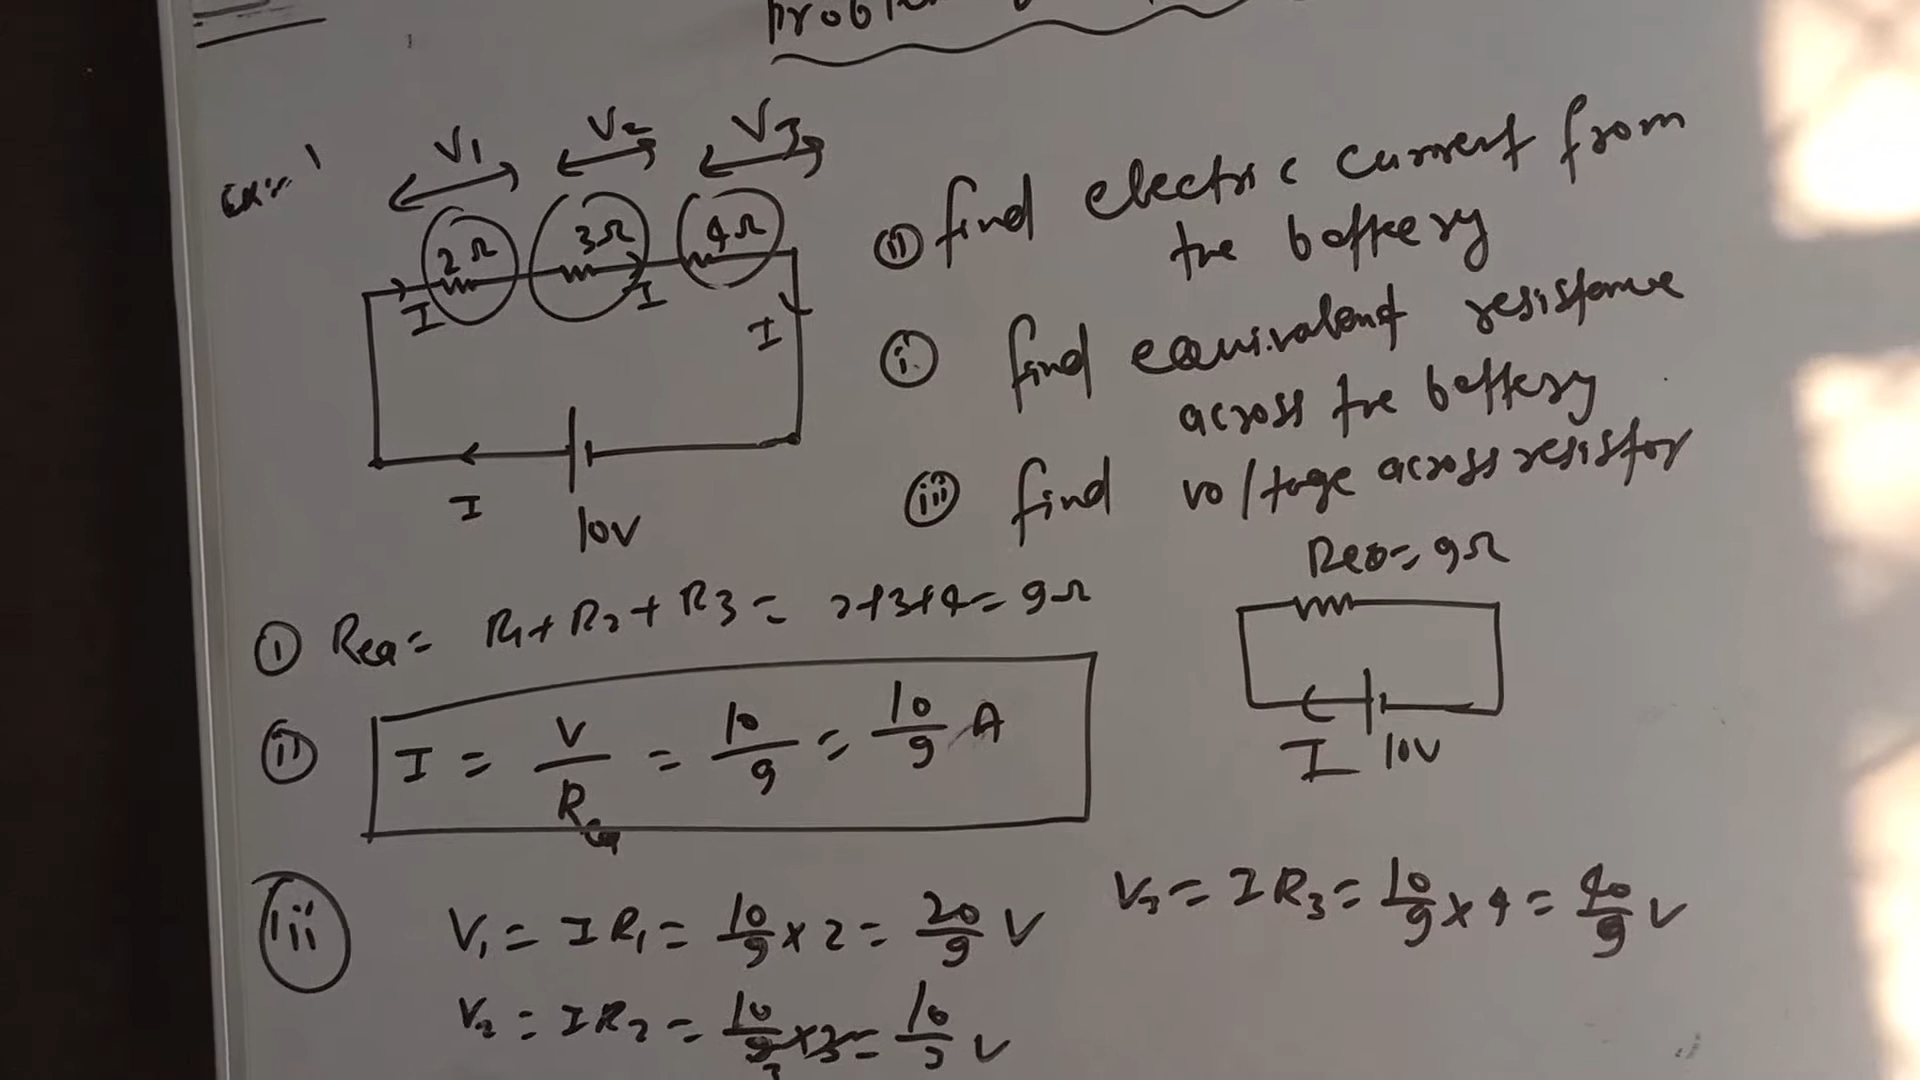 Ex:- 1
V1 V2 V3
2Ω 3Ω 4Ω
I I I
I 10V
(ii) find electric current from
the battery
(i) find equivalent resistance
across the battery
(iii) find voltage across resistor
Req = 9Ω
I 10V
(i) Req = R1 + R2 + R3 = 2+3+4 = 9Ω
(ii) I = V/Req = 10/9 = 10/9 A
(iii) V1 = IR1 = 10/9 × 2 = 20/9 V
V3 = IR3 = 10/9 × 4 = 40/9 V
V2 = IR2 = 10/9 × 3 = 10/3 V